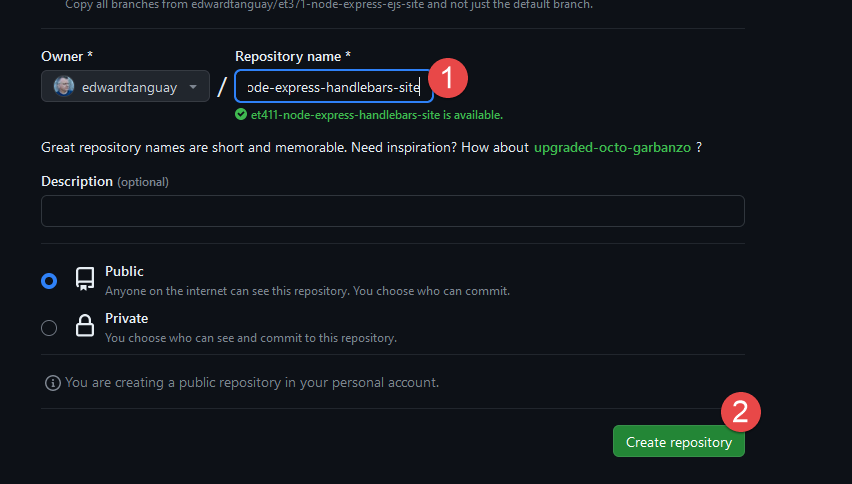 Copy all branches from edwardtanguay/et371-node-express-ejs-site and not just the default branch.
Owner *
Repository name *
edwardtanguay
/
ode-express-handlebars-site
1
et411-node-express-handlebars-site is available.
Great repository names are short and memorable. Need inspiration? How about upgraded-octo-garbanzo ?
Description (optional)
Public
Anyone on the internet can see this repository. You choose who can commit.
Private
You choose who can see and commit to this repository.
You are creating a public repository in your personal account.
2
Create repository